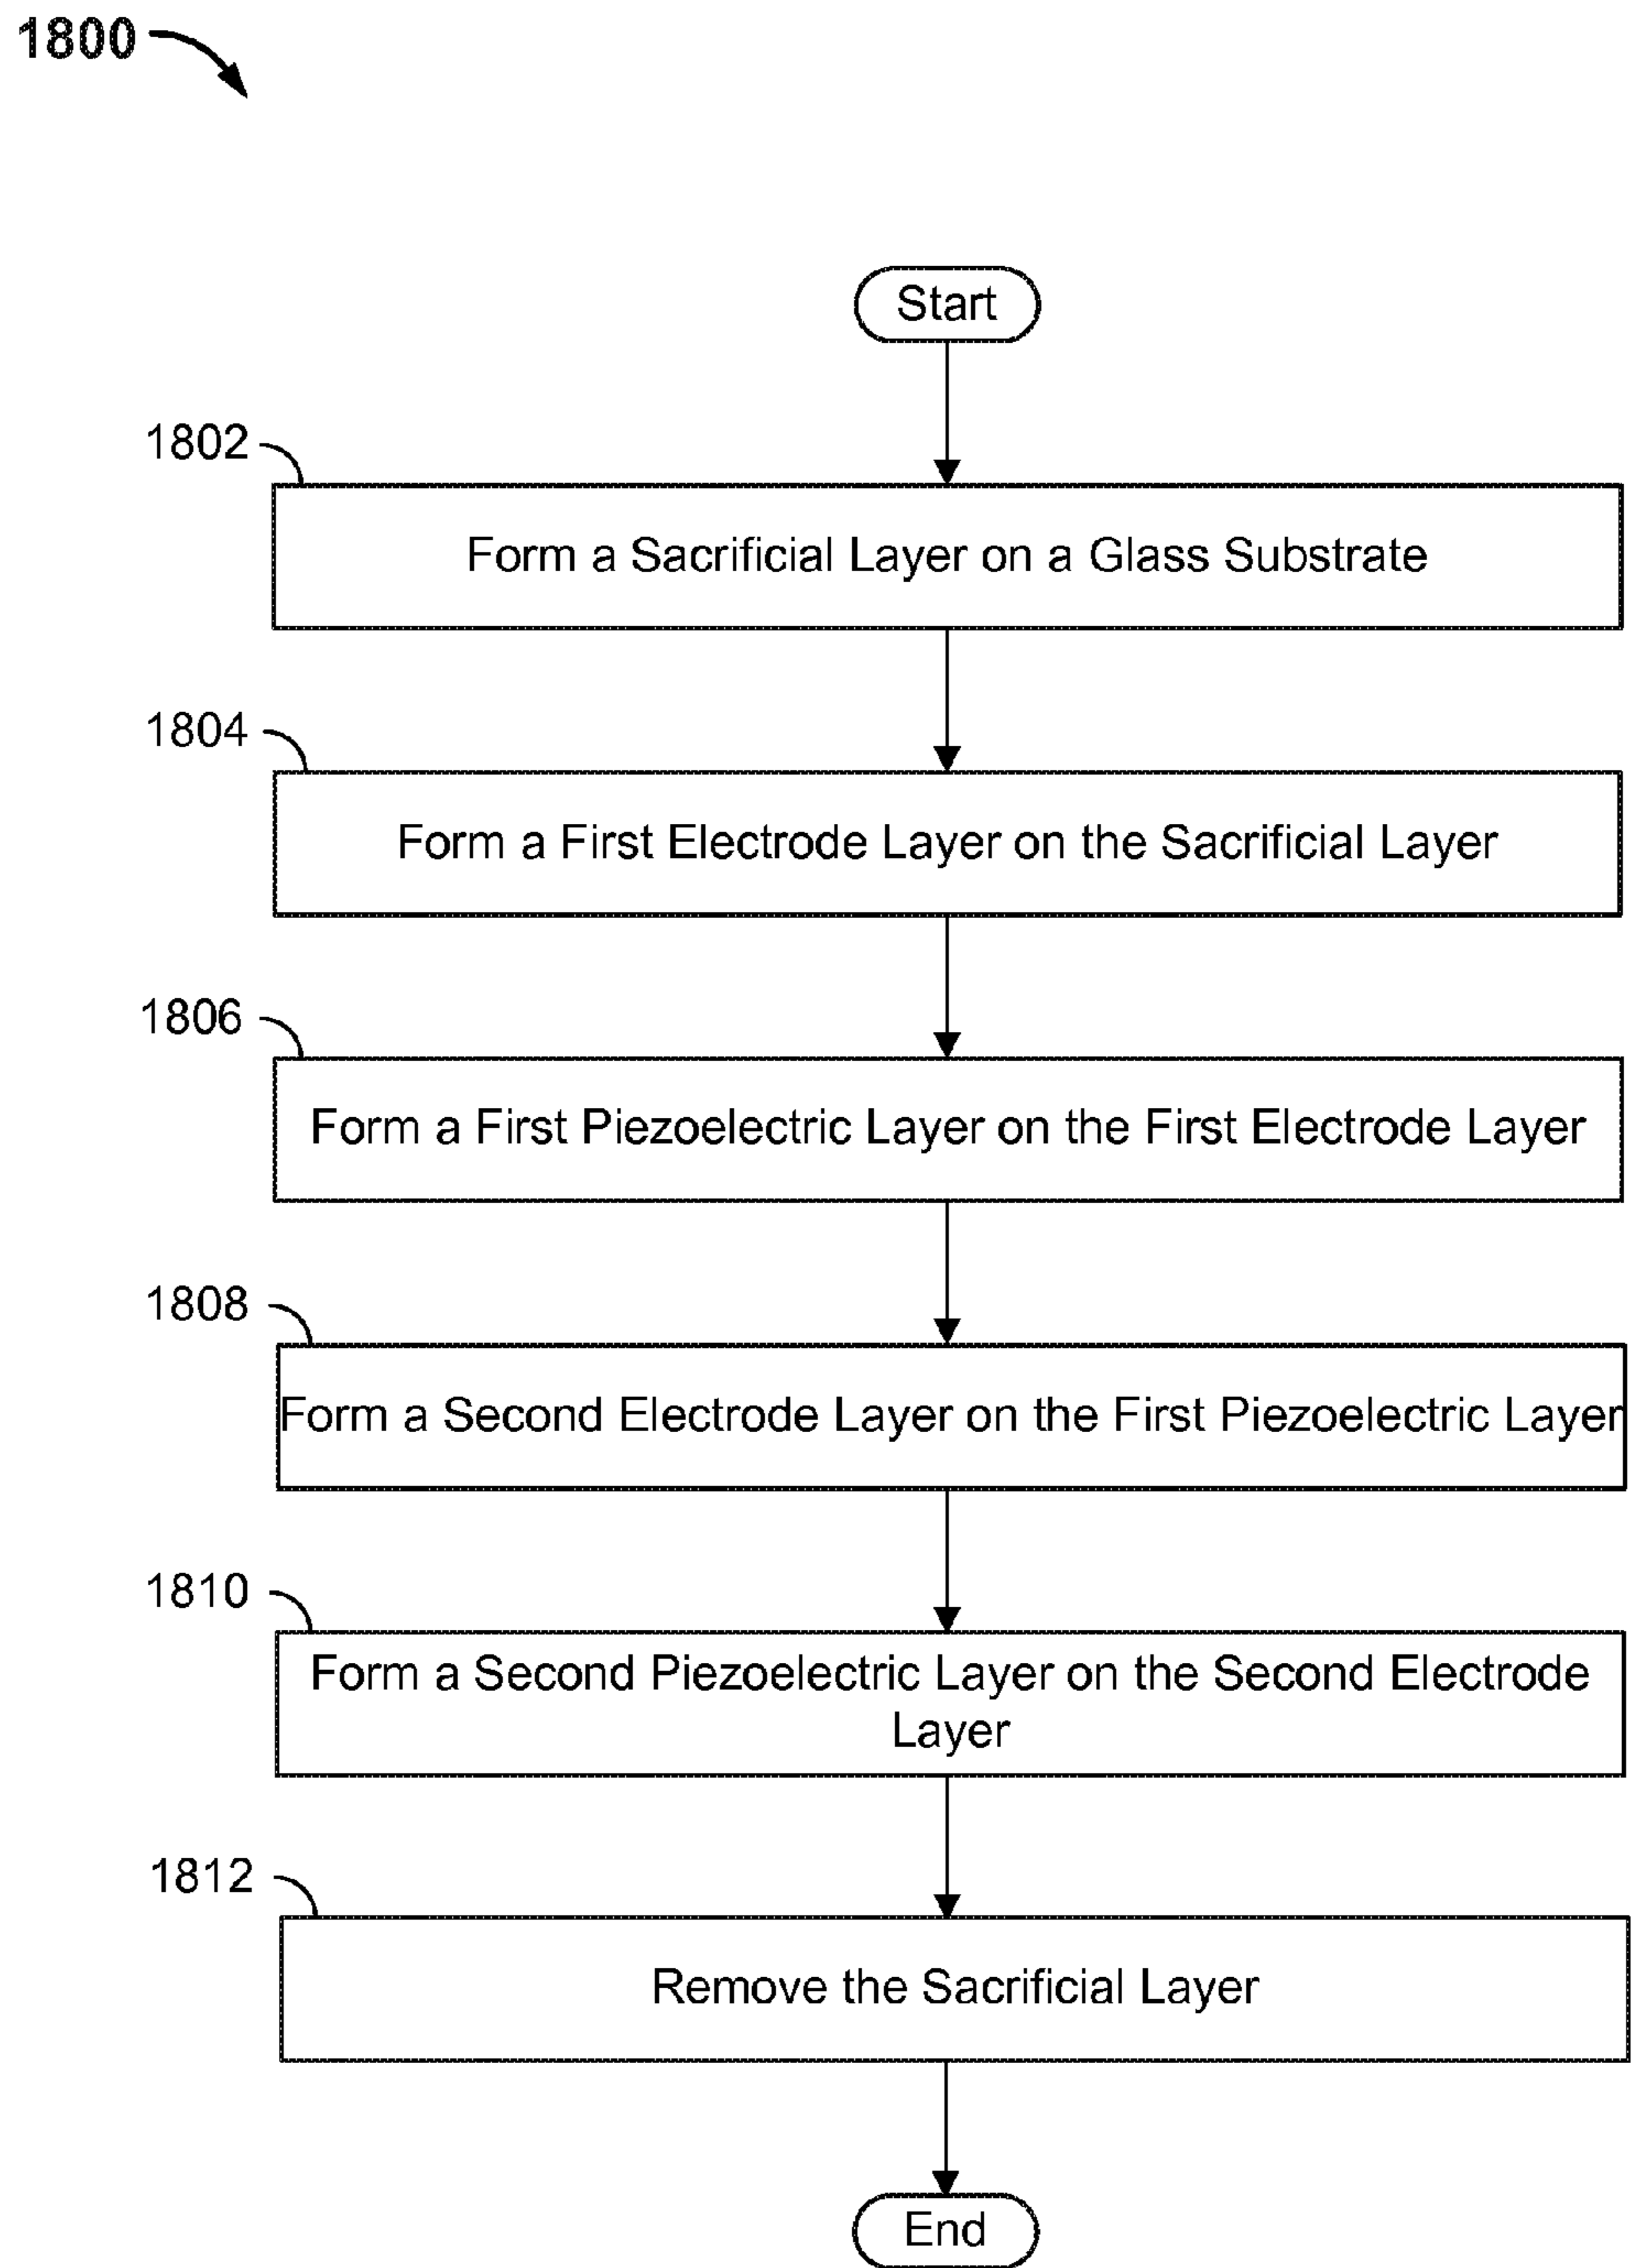 1800
Start
1802
Form a Sacrificial Layer on a Glass Substrate
1804
Form a First Electrode Layer on the Sacrificial Layer
1806
Form a First Piezoelectric Layer on the First Electrode Layer
1808
Form a Second Electrode Layer on the First Piezoelectric Layer
1810
Form a Second Piezoelectric Layer on the Second Electrode
Layer
1812
Remove the Sacrificial Layer
End